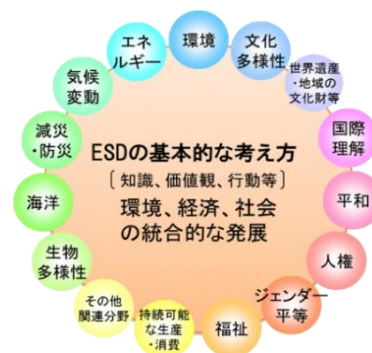 環境
文化
多様性
世界遺産
・地域の
文化財等
国際
理解
平和
人権
ジェンダー
平等
福祉
持続可能
な生産
・消費
その他
関連分野
生物
多様性
海洋
減災
・防災
気候
変動
エネ
ルギー
ESDの基本的な考え方
［知識、価値観、行動等］
環境、経済、社会
の統合的な発展